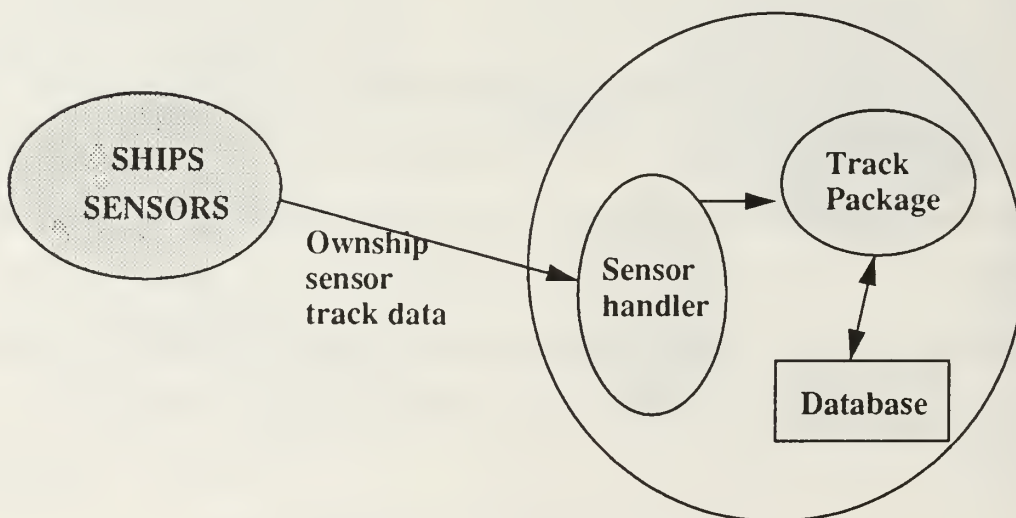 SHIPS
SENSORS
Ownship
sensor
track data
Sensor
handler
Track
Package
Database